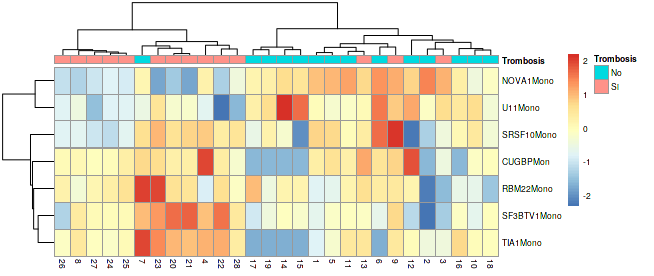 Trombosis
NOVA1Mono
U11Mono
SRSF10Mono
CUGBPMon
RBM22Mono
SF3BTV1Mono
TIA1Mono
26 8 27 24 25 7 23 20 21 4 22 28 17 19 14 15 1 5 11 13 6 9 12 2 3 16 10 18
2
1
0
-1
-2
Trombosis
No
SI